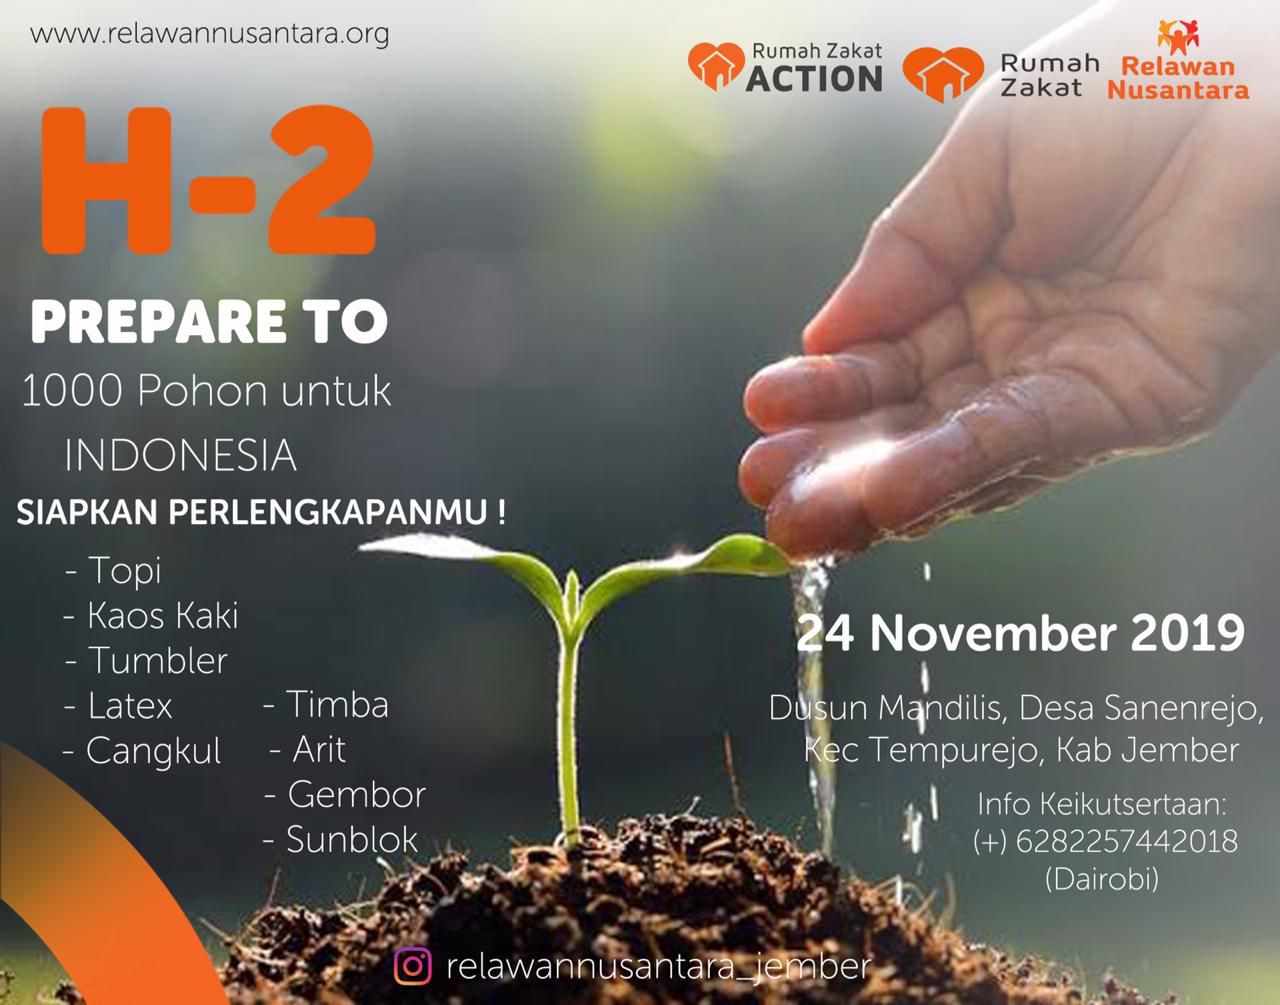 www.relawannusantara.org
Rumah Zakat
ACTION
Rumah
Zakat
Relawan
Nusantara
H-2
PREPARE TO
1000 Pohon untuk
INDONESIA
SIAPKAN PERLENGKAPANMU !
- Topi
- Kaos Kaki
- Tumbler
- Latex
- Cangkul
- Timba
- Arit
- Gembor
- Sunblok
24 November 2019
Dusun Mandilis, Desa Sanenrejo,
Kec Tempurejo, Kab Jember
Info Keikutsertaan:
(+) 6282257442018
(Dairobi)
relawannusantara_jember